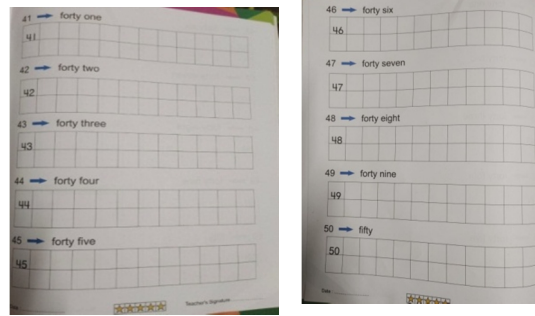 41 → forty one
41
42 → forty two
42
43 → forty three
43
44 → forty four
44
45 → forty five
45
Teacher's Signature
46 → forty six
46
47 → forty seven
47
48 → forty eight
48
49 → forty nine
49
50 → fifty
50
Date